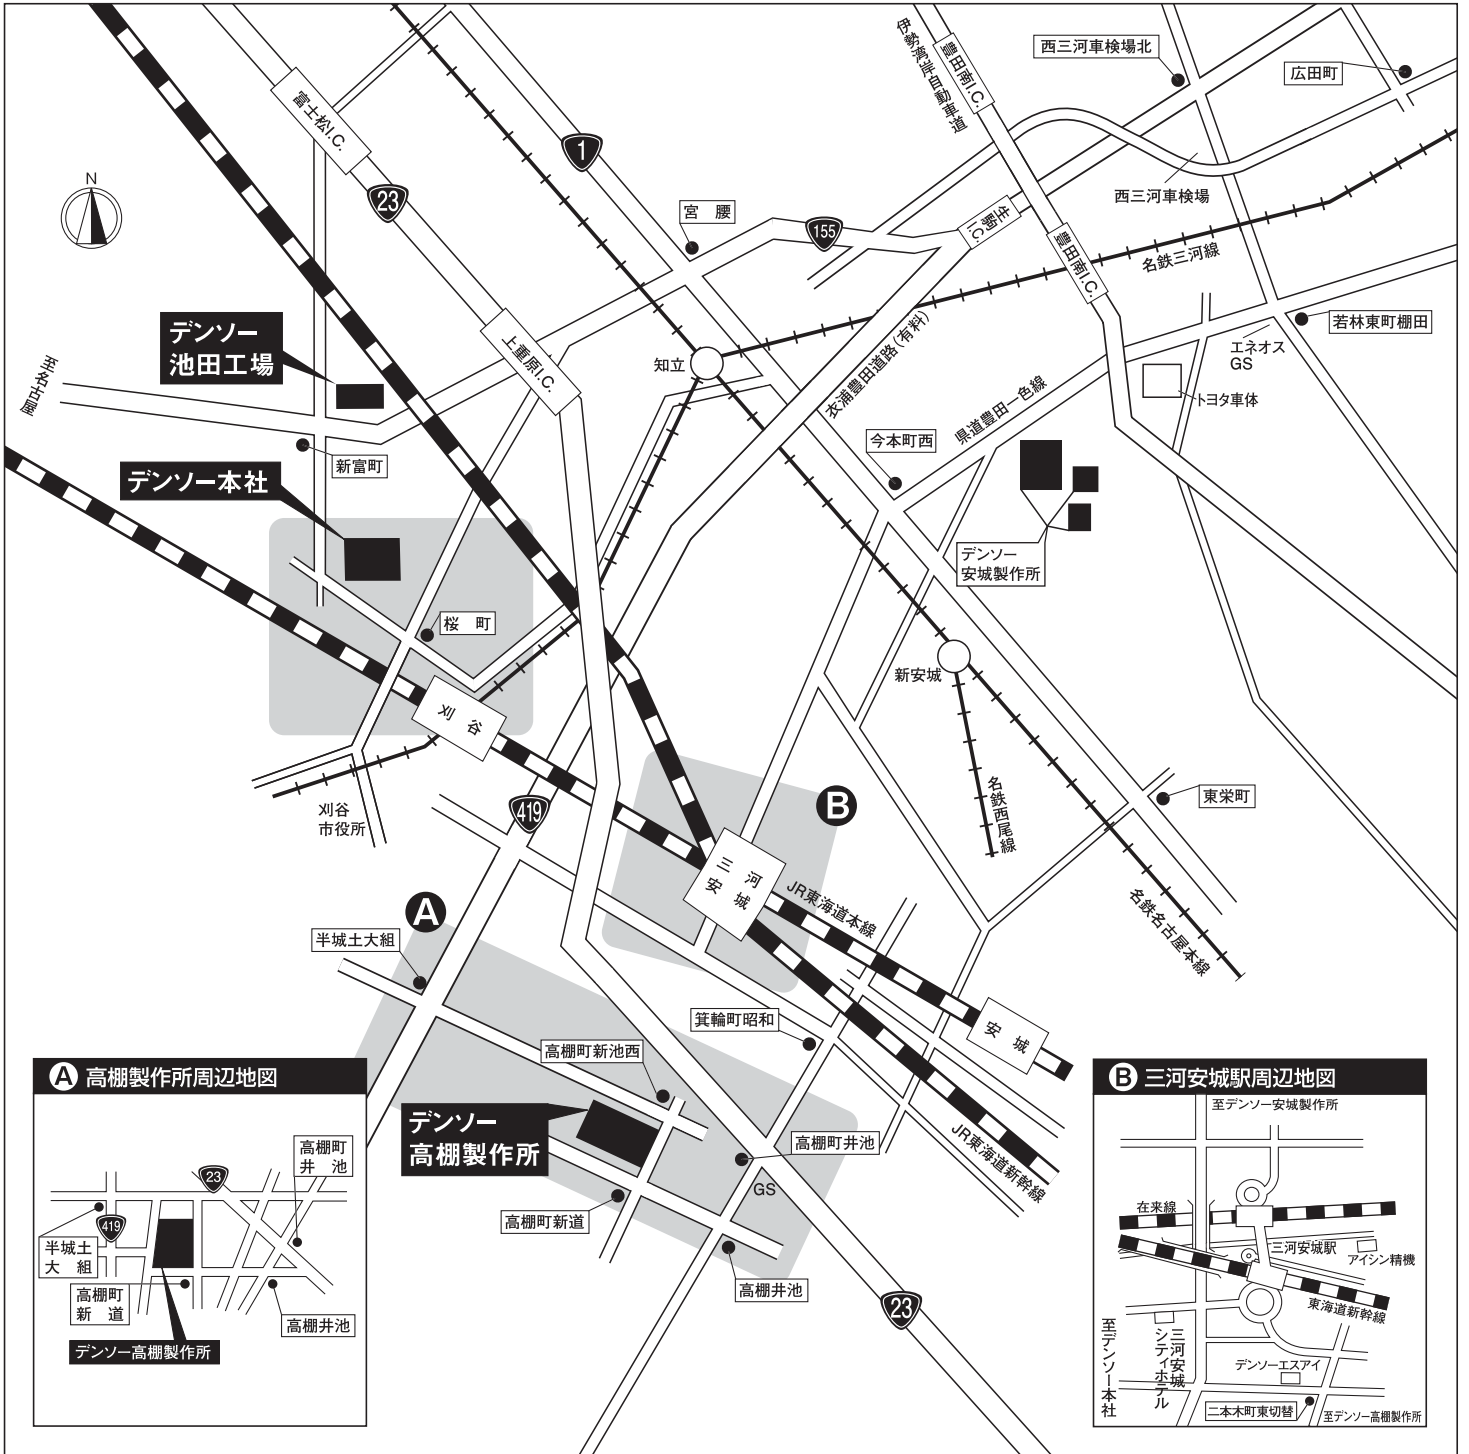 伊勢湾岸自動車道
豊田南I.C.
西三河車検場北
広田町
富士松I.C.
1
23
N
宮 腰
155
生駒I.C.
西三河車検場
豊田南I.C.
名鉄三河線
デンソー
池田工場
至名古屋
上重原I.C.
知立
衣浦豊田道路(有料)
県道豊田一色線
若林東町棚田
エネオス
GS
トヨタ車体
今本町西
新富町
デンソー本社
デンソー
安城製作所
桜 町
刈 谷
新安城
名鉄西尾線
東栄町
刈谷
市役所
419
B
三河
安城
JR東海道本線
名鉄名古屋本線
A
半城土大組
箕輪町昭和
安 城
高棚町新池西
デンソー
高棚製作所
高棚町井池
GS
JR東海道新幹線
高棚町新道
高棚井池
23
A 高棚製作所周辺地図
高棚町
井 池
23
419
半城土
大 組
高棚町
新 道
高棚井池
デンソー高棚製作所
B 三河安城駅周辺地図
至デンソー安城製作所
在来線
三河安城駅
アイシン精機
東海道新幹線
至デンソー本社
三河安城
シティホテル
デンソーエスアイ
二本木町東切替
至デンソー高棚製作所